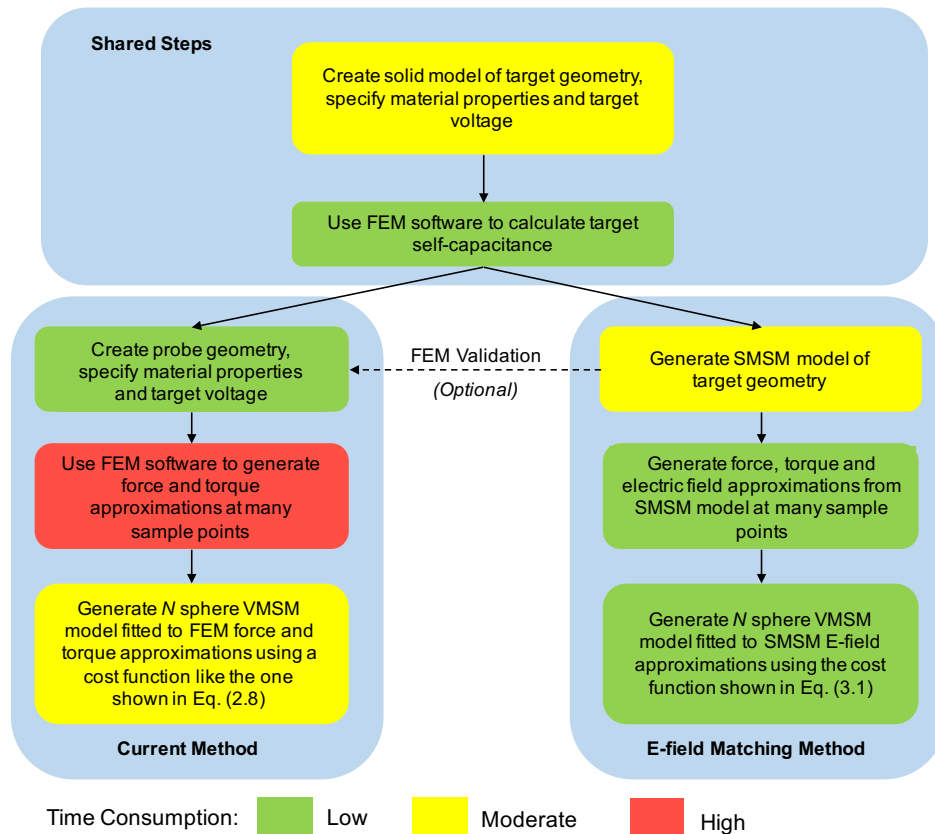 Shared Steps
Create solid model of target geometry,
specify material properties and target
voltage
Use FEM software to calculate target
self-capacitance
Create probe geometry,
specify material properties
and target voltage
Use FEM software to generate
force and torque
approximations at many
sample points
Generate N sphere VMSM
model fitted to FEM force and
torque approximations using a
cost function like the one
shown in Eq. (2.8)
Current Method
FEM Validation
(Optional)
Generate SMSM model of
target geometry
Generate force, torque and
electric field approximations from
SMSM model at many sample
points
Generate N sphere VMSM
model fitted to SMSM E-field
approximations using the cost
function shown in Eq. (3.1)
E-field Matching Method
Time Consumption:
Low
Moderate
High